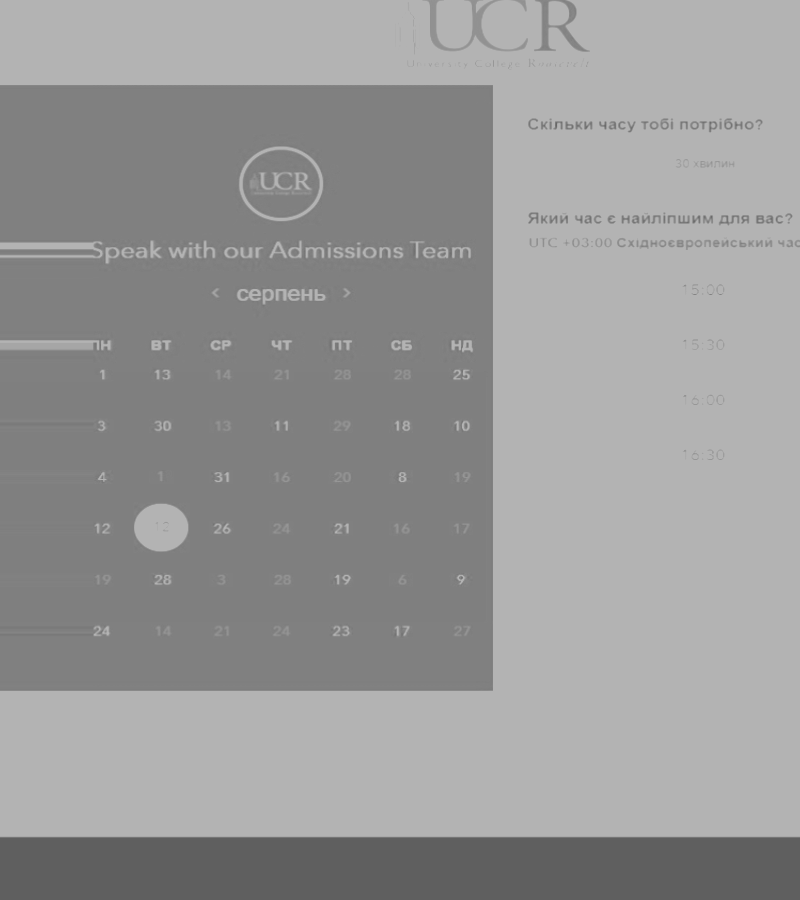 UCR
University College Roosevelt
UCR
Speak with our Admissions Team
< серпень >
ПН ВТ СР ЧТ ПТ СБ НД
1 13 14 21 28 28 25
3 30 13 11 29 18 10
4 1 31 16 20 8 19
12 12 26 24 21 16 17
19 28 3 28 19 6 9
24 14 21 24 23 17 27
Скільки часу тобі потрібно?
30 хвилин
Який час є найліпшим для вас?
UTC +03:00 Східноєвропейський час
15:00
15:30
16:00
16:30